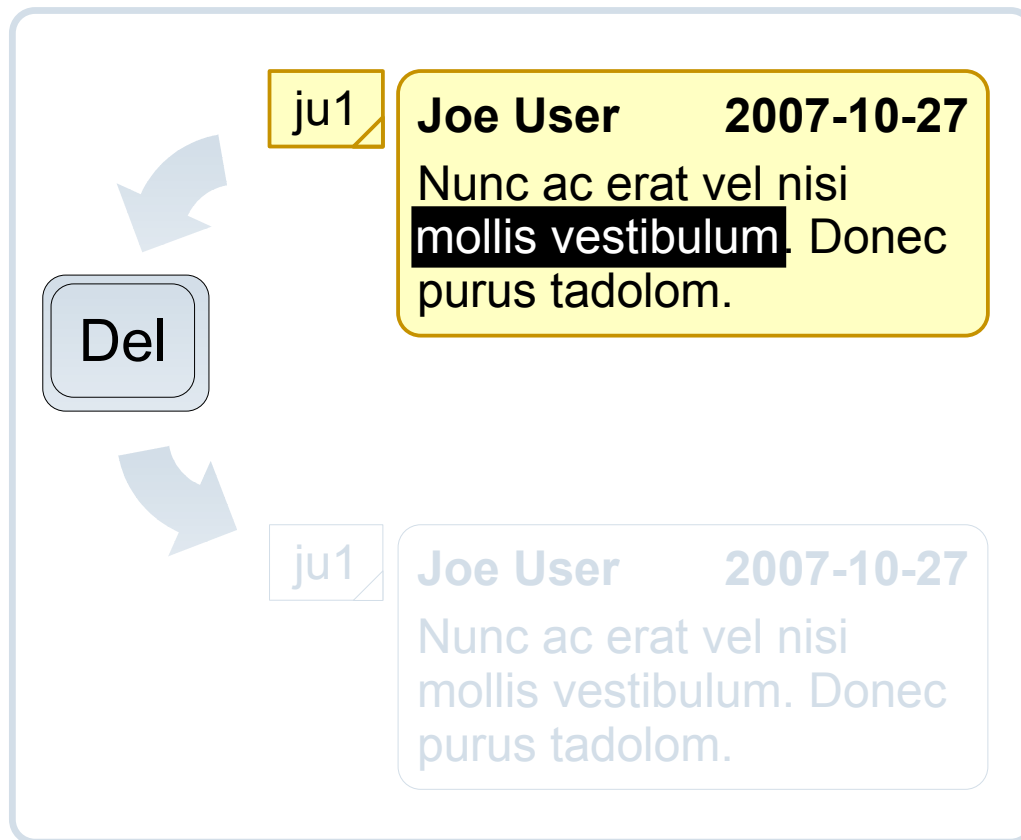 ju1
Joe User 2007-10-27
Nunc ac erat vel nisi
mollis vestibulum. Donec
purus tadolom.
Del
ju1
Joe User 2007-10-27
Nunc ac erat vel nisi
mollis vestibulum. Donec
purus tadolom.